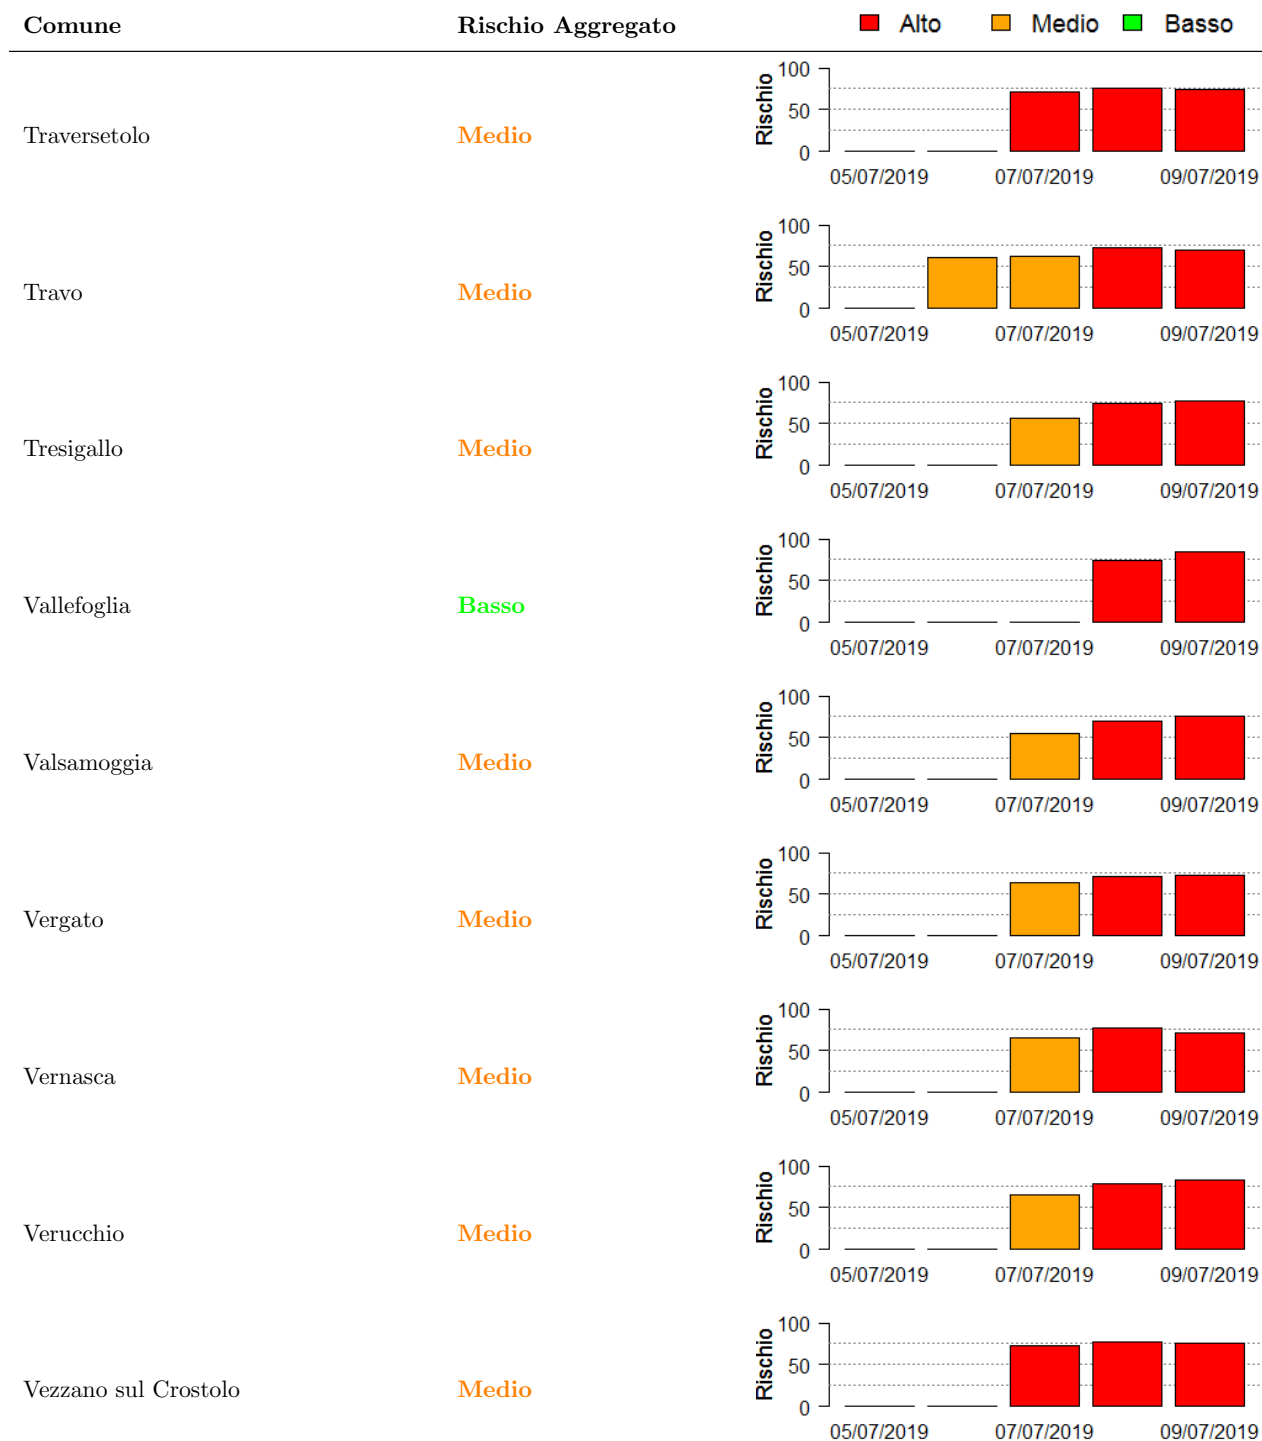 Comune Rischio Aggregato Alto Medio Basso
Traversetolo Medio
Rischio
100
50
0
05/07/2019 07/07/2019 09/07/2019
Travo Medio
Rischio
100
50
0
05/07/2019 07/07/2019 09/07/2019
Tresigallo Medio
Rischio
100
50
0
05/07/2019 07/07/2019 09/07/2019
Vallefoglia Basso
Rischio
100
50
0
05/07/2019 07/07/2019 09/07/2019
Valsamoggia Medio
Rischio
100
50
0
05/07/2019 07/07/2019 09/07/2019
Vergato Medio
Rischio
100
50
0
05/07/2019 07/07/2019 09/07/2019
Vernasca Medio
Rischio
100
50
0
05/07/2019 07/07/2019 09/07/2019
Verucchio Medio
Rischio
100
50
0
05/07/2019 07/07/2019 09/07/2019
Vezzano sul Crostolo Medio
Rischio
100
50
0
05/07/2019 07/07/2019 09/07/2019